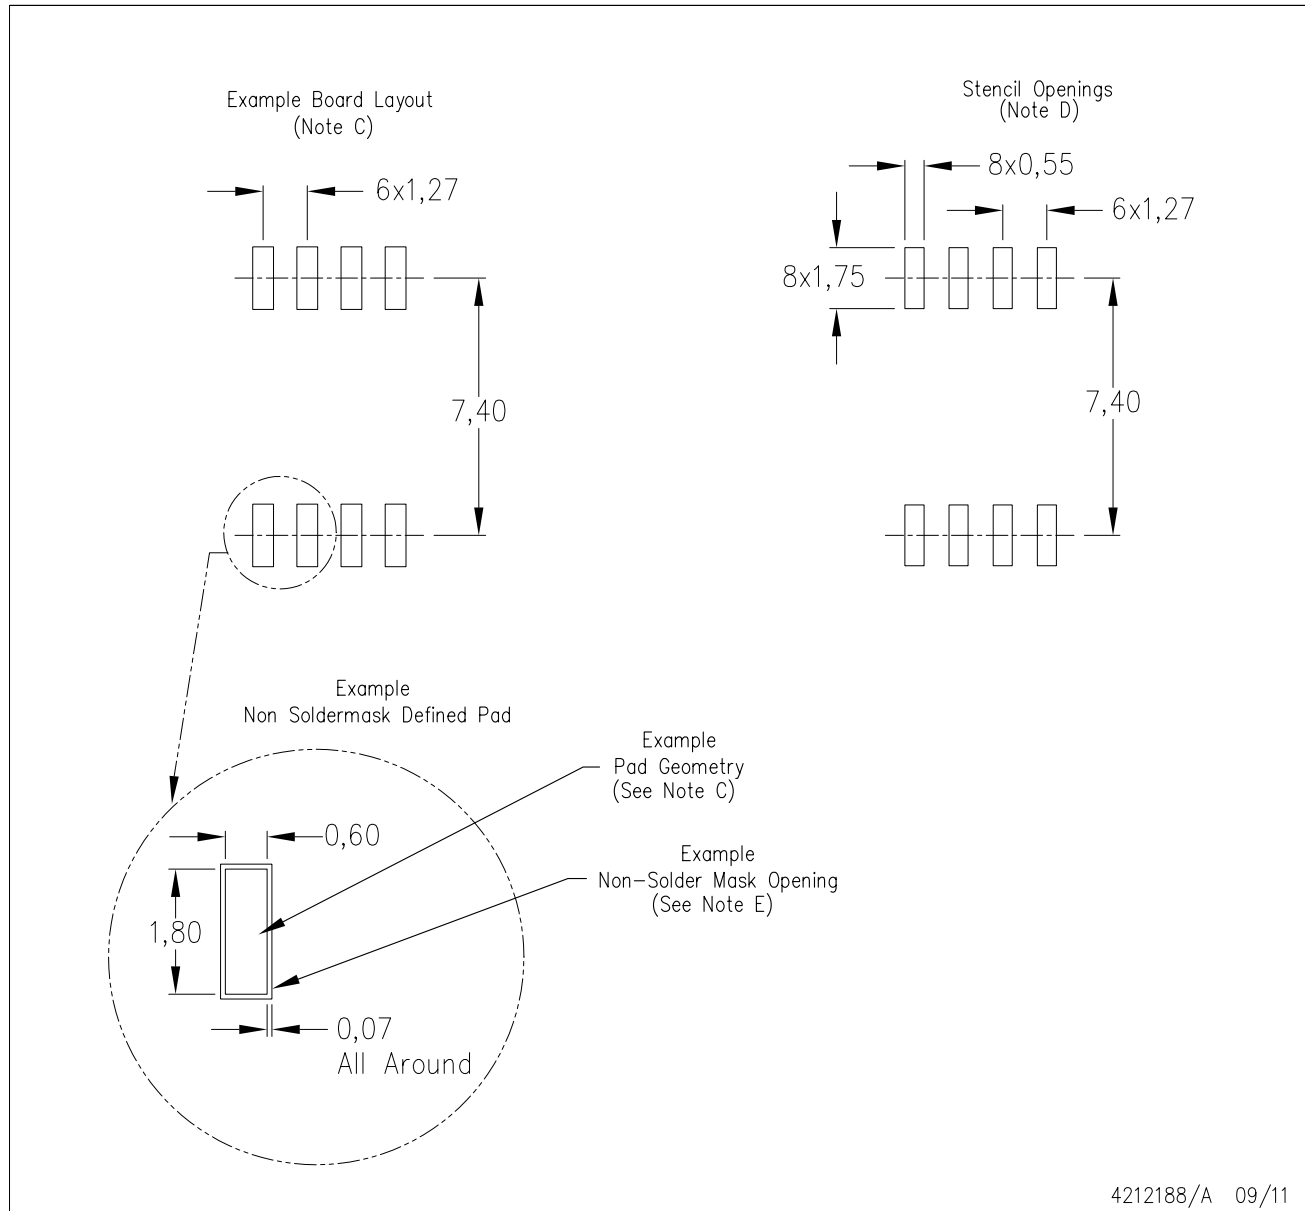 Example Board Layout
(Note C)
6x1,27
7,40
Stencil Openings
(Note D)
8x0,55
6x1,27
8x1,75
7,40
Example
Non Soldermask Defined Pad
Example
Pad Geometry
(See Note C)
0,60
Example
Non-Solder Mask Opening
(See Note E)
1,80
0,07
All Around
4212188/A 09/11